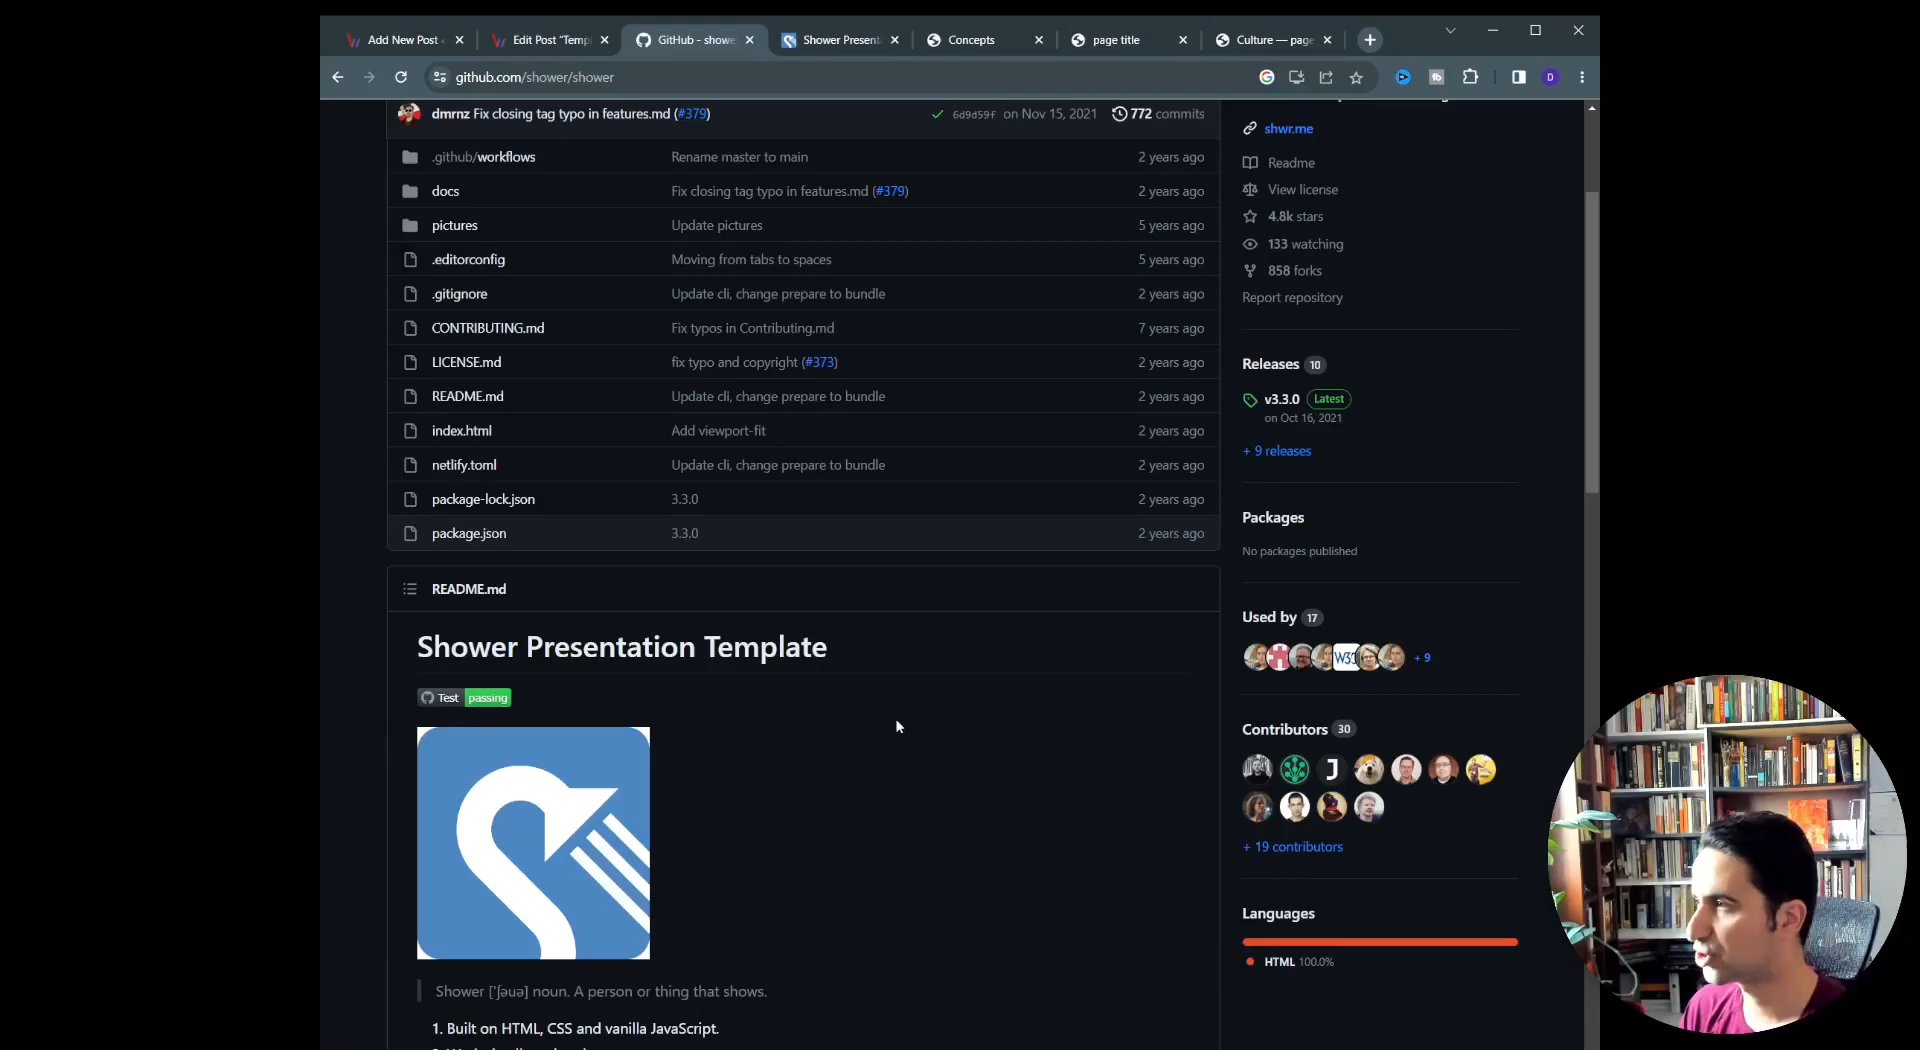 Add New Post
Edit Post "Temp
GitHub - showe
Shower Present
Concepts
page title
Culture — page
github.com/shower/shower
dmrnz Fix closing tag typo in features.md (#379)
6d9d59f on Nov 15, 2021
772 commits
.github/workflows Rename master to main 2 years ago
docs Fix closing tag typo in features.md (#379) 2 years ago
pictures Update pictures 5 years ago
.editorconfig Moving from tabs to spaces 5 years ago
.gitignore Update cli, change prepare to bundle 2 years ago
CONTRIBUTING.md Fix typos in Contributing.md 7 years ago
LICENSE.md fix typo and copyright (#373) 2 years ago
README.md Update cli, change prepare to bundle 2 years ago
index.html Add viewport-fit 2 years ago
netlify.toml Update cli, change prepare to bundle 2 years ago
package-lock.json 3.3.0 2 years ago
package.json 3.3.0 2 years ago
README.md
Shower Presentation Template
Test passing
Shower ['ʃəuə] noun. A person or thing that shows.
1. Built on HTML, CSS and vanilla JavaScript.
shwr.me
Readme
View license
4.8k stars
133 watching
858 forks
Report repository
Releases 10
v3.3.0 Latest
on Oct 16, 2021
+ 9 releases
Packages
No packages published
Used by 17
W3C
+ 9
Contributors 30
J
+ 19 contributors
Languages
HTML 100.0%
D